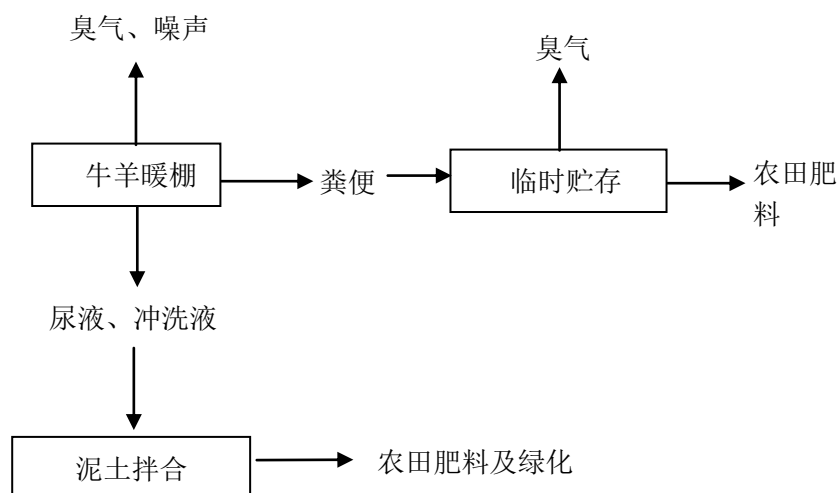 臭气、噪声
臭气
牛羊暖棚
粪便
临时贮存
农田肥
料
尿液、冲洗液
泥土拌合
农田肥料及绿化